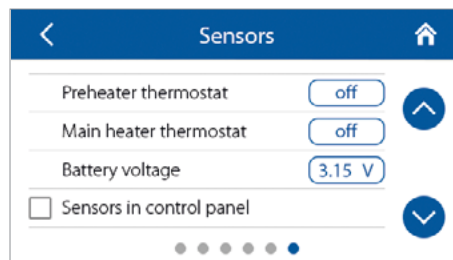 Sensors
Preheater thermostat off
Main heater thermostat off
Battery voltage 3.15 V
Sensors in control panel